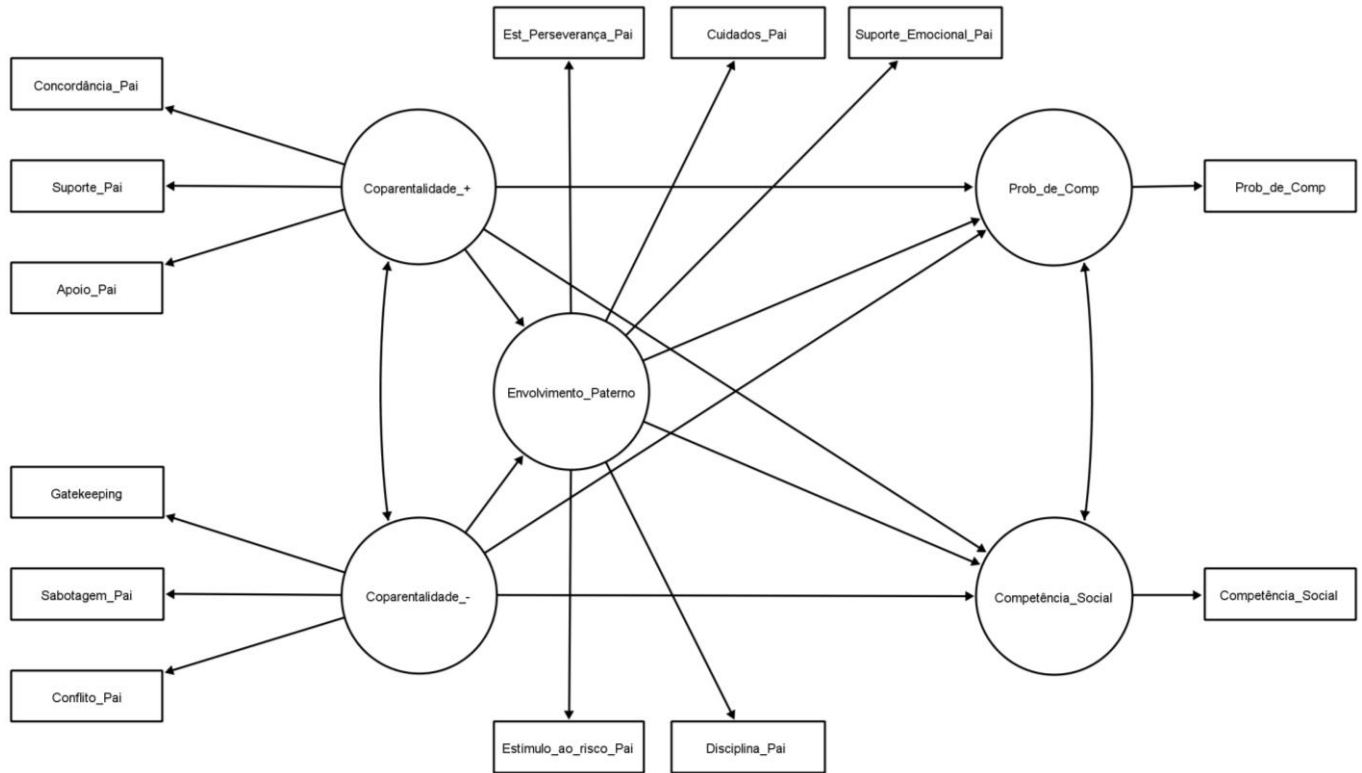 Est_Perseverança_Pai
Cuidados_Pai
Suporte_Emocional_Pai
Concordância_Pai
Suporte_Pai
Coparentalidade_+
Prob_de_Comp
Prob_de_Comp
Apoio_Pai
Envolvimento_Paterno
Gatekeeping
Sabotagem_Pai
Coparentalidade_-
Competência_Social
Competência_Social
Conflito_Pai
Estímulo_ao_risco_Pai
Disciplina_Pai